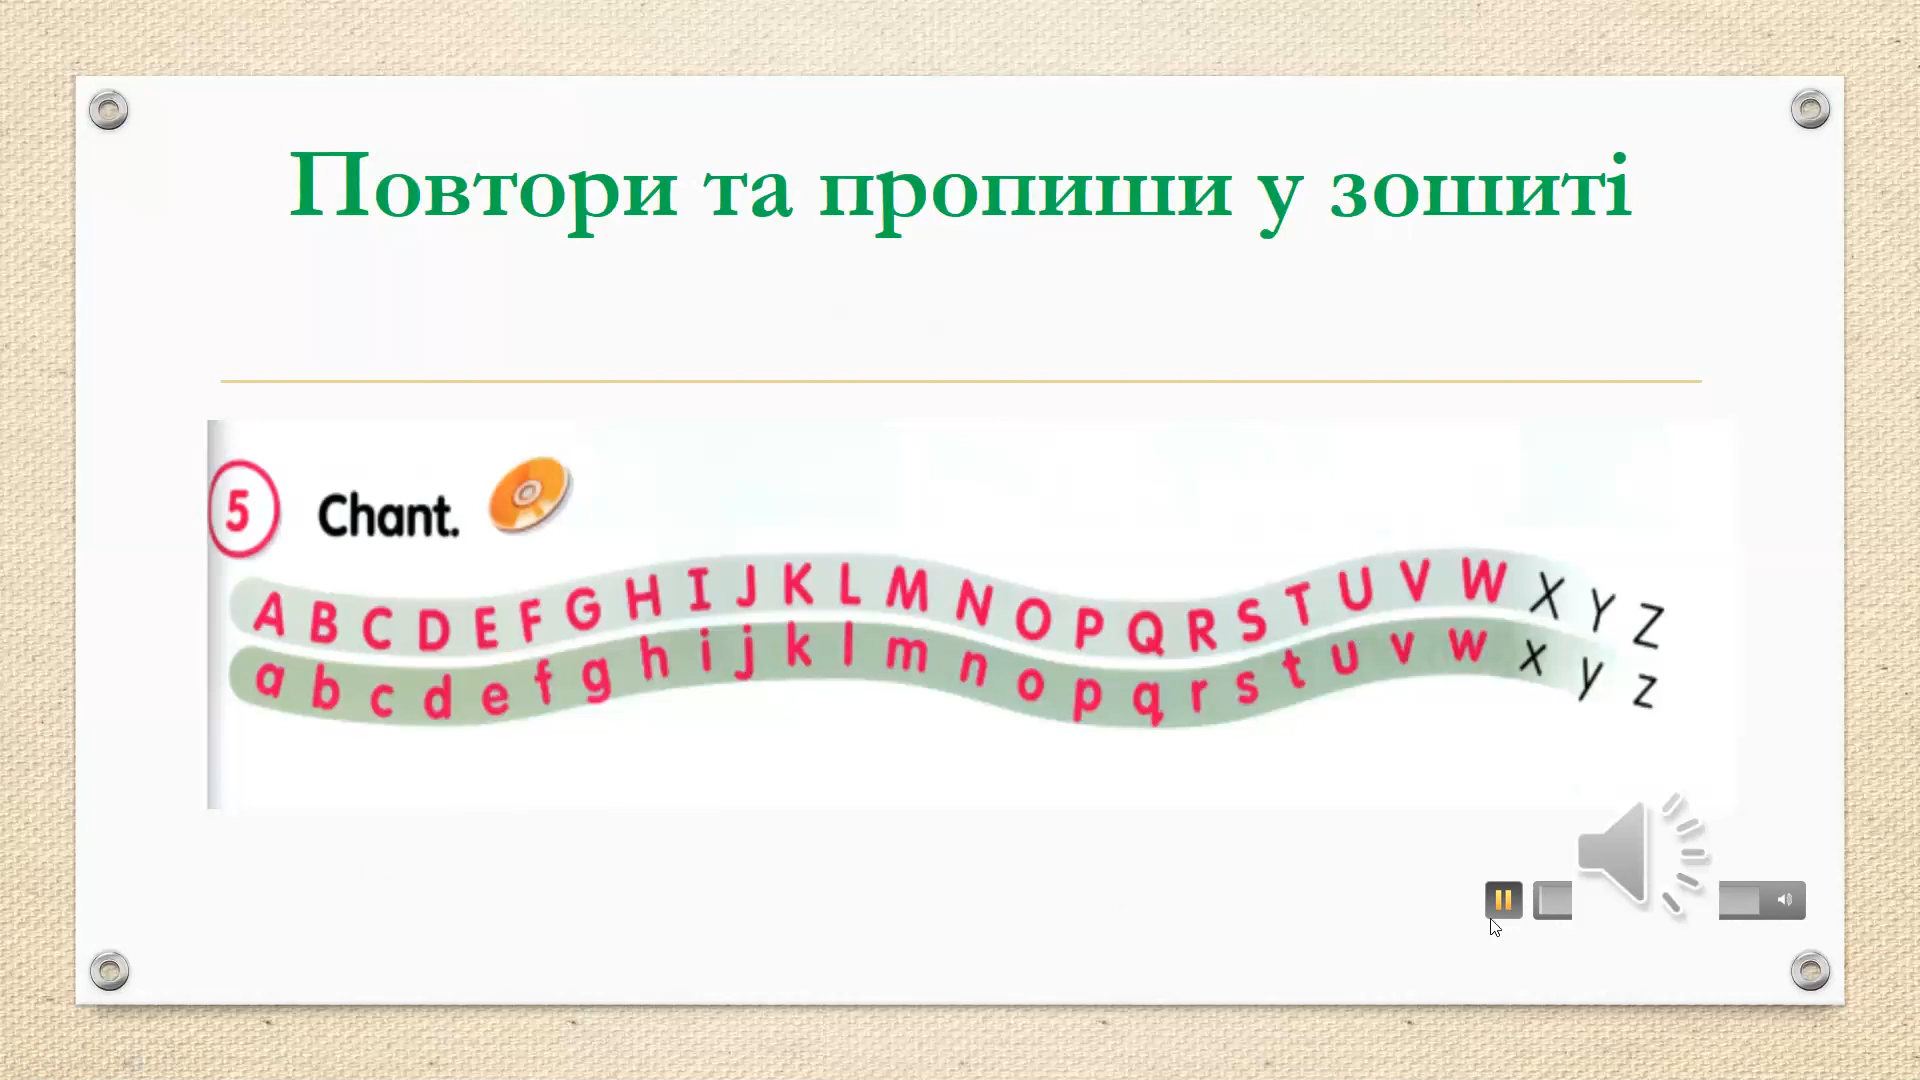 Повтори та пропиши у зошиті
5 Chant.
A B C D E F G H I J K L M N O P Q R S T U V W X Y Z
a b c d e f g h i j k l m n o p q r s t u v w x y z